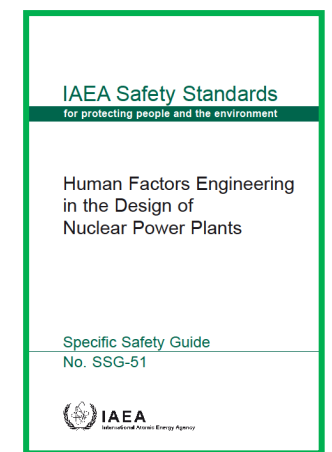 IAEA Safety Standards
for protecting people and the environment
Human Factors Engineering
in the Design of
Nuclear Power Plants
Specific Safety Guide
No. SSG-51
IAEA
International Atomic Energy Agency